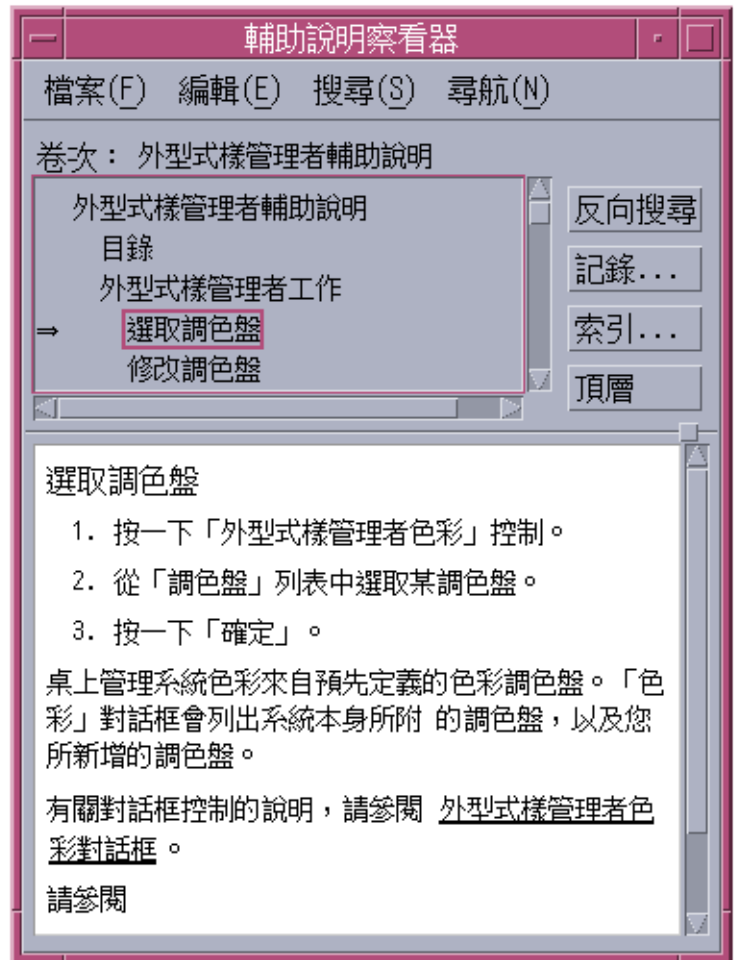 輔助說明察看器
檔案(F) 編輯(E) 搜尋(S) 尋航(N)
卷次： 外型式樣管理者輔助說明
外型式樣管理者輔助說明
目錄
外型式樣管理者工作
⇒ 選取調色盤
修改調色盤
反向搜尋
記錄...
索引...
頂層
選取調色盤
1. 按一下「外型式樣管理者色彩」控制。
2. 從「調色盤」列表中選取某調色盤。
3. 按一下「確定」。
桌上管理系統色彩來自預先定義的色彩調色盤。「色
彩」對話框會列出系統本身所附 的調色盤，以及您
所新增的調色盤。
有關對話框控制的說明，請參閱 外型式樣管理者色
彩對話框。
請參閱